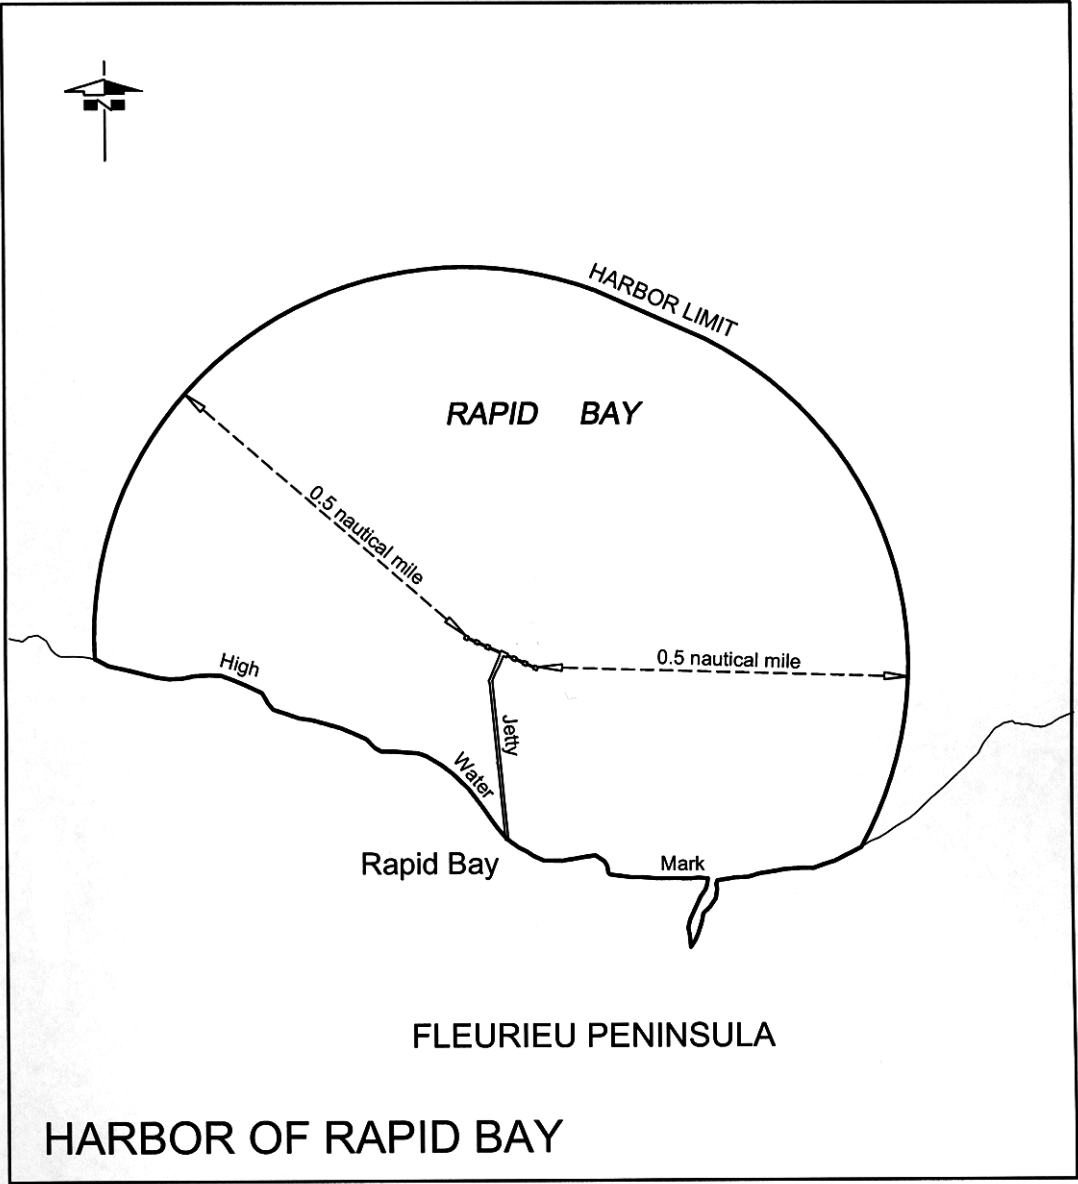 N
HARBOR LIMIT
RAPID BAY
0.5 nautical mile
0.5 nautical mile
High
Jetty
Water
Rapid Bay
Mark
FLEURIEU PENINSULA
HARBOR OF RAPID BAY